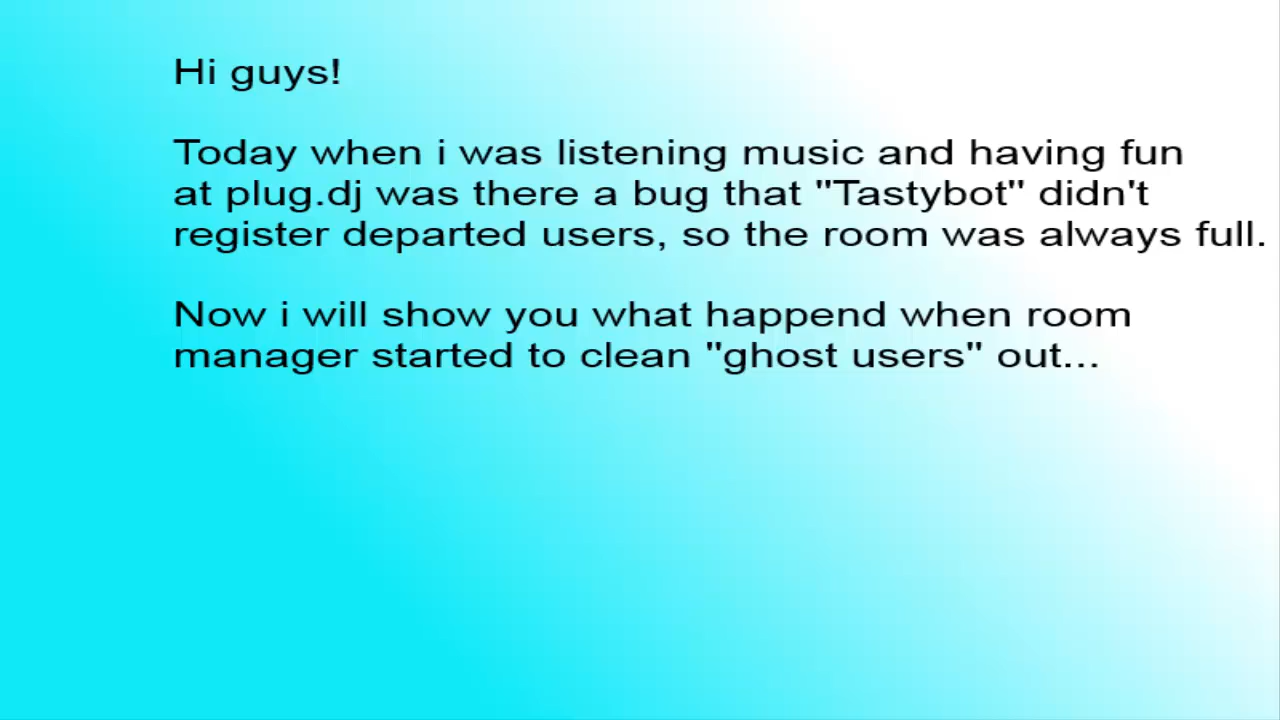 Hi guys!
Today when i was listening music and having fun
at plug.dj was there a bug that "Tastybot" didn't
register departed users, so the room was always full.
Now i will show you what happend when room
manager started to clean "ghost users" out...